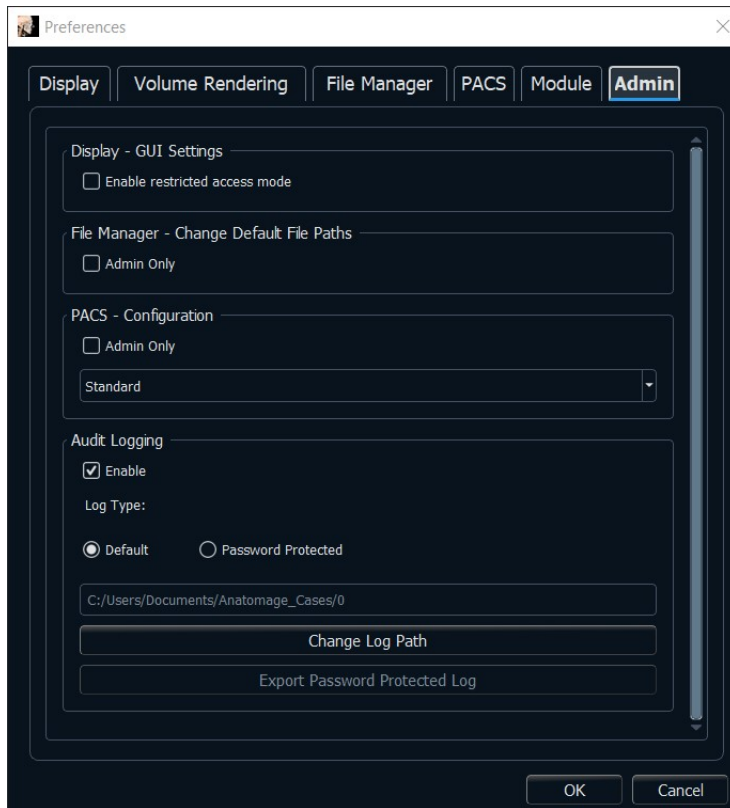 Preferences
Display Volume Rendering File Manager PACS Module Admin
Display - GUI Settings
Enable restricted access mode
File Manager - Change Default File Paths
Admin Only
PACS - Configuration
Admin Only
Standard
Audit Logging
Enable
Log Type:
Default Password Protected
C:/Users/Documents/Anatomage_Cases/0
Change Log Path
Export Password Protected Log
OK Cancel